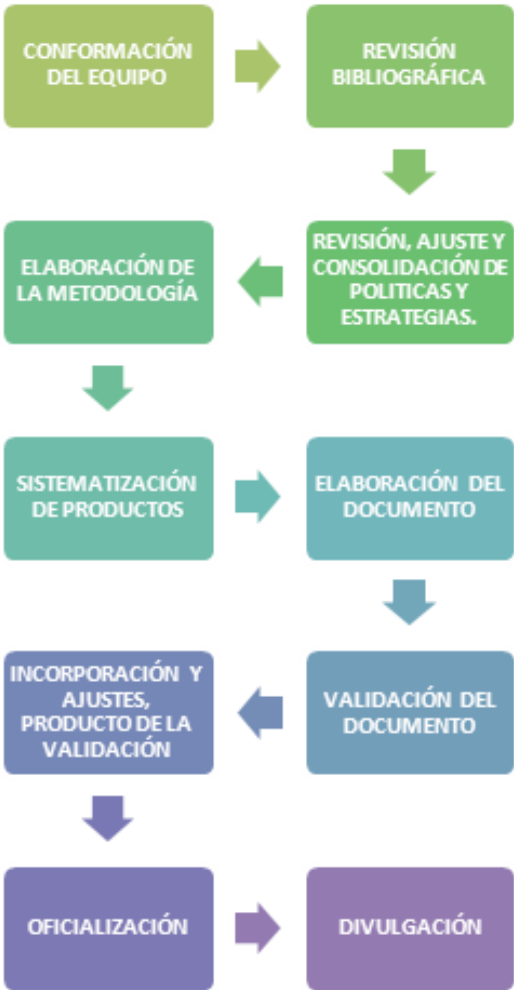 CONFORMACIÓN
DEL EQUIPO
REVISIÓN
BIBLIOGRÁFICA
REVISIÓN, AJUSTE Y
CONSOLIDACIÓN DE
POLITICAS Y
ESTRATEGIAS.
ELABORACIÓN DE
LA METODOLOGÍA
SISTEMATIZACIÓN
DE PRODUCTOS
ELABORACIÓN DEL
DOCUMENTO
VALIDACIÓN DEL
DOCUMENTO
INCORPORACIÓN Y
AJUSTES,
PRODUCTO DE LA
VALIDACIÓN
OFICIALIZACIÓN
DIVULGACIÓN